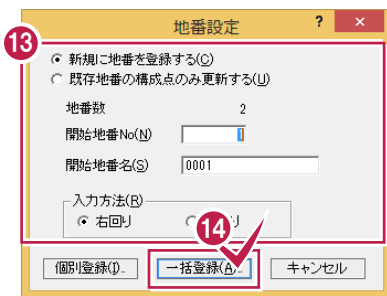 地番設定 ? ×
13
新規に地番を登録する(C)
既存地番の構成点のみ更新する(U)
地番数 2
開始地番No(N) 1
開始地番名(S) 0001
入力方法(R)
右回り
14
個別登録(I)... 一括登録(A)... キャンセル